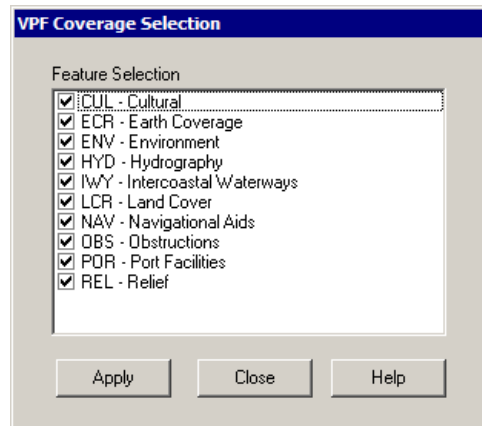 VPF Coverage Selection
Feature Selection
CUL - Cultural
ECR - Earth Coverage
ENV - Environment
HYD - Hydrography
IWY - Intercoastal Waterways
LCR - Land Cover
NAV - Navigational Aids
OBS - Obstructions
POR - Port Facilities
REL - Relief
Apply Close Help